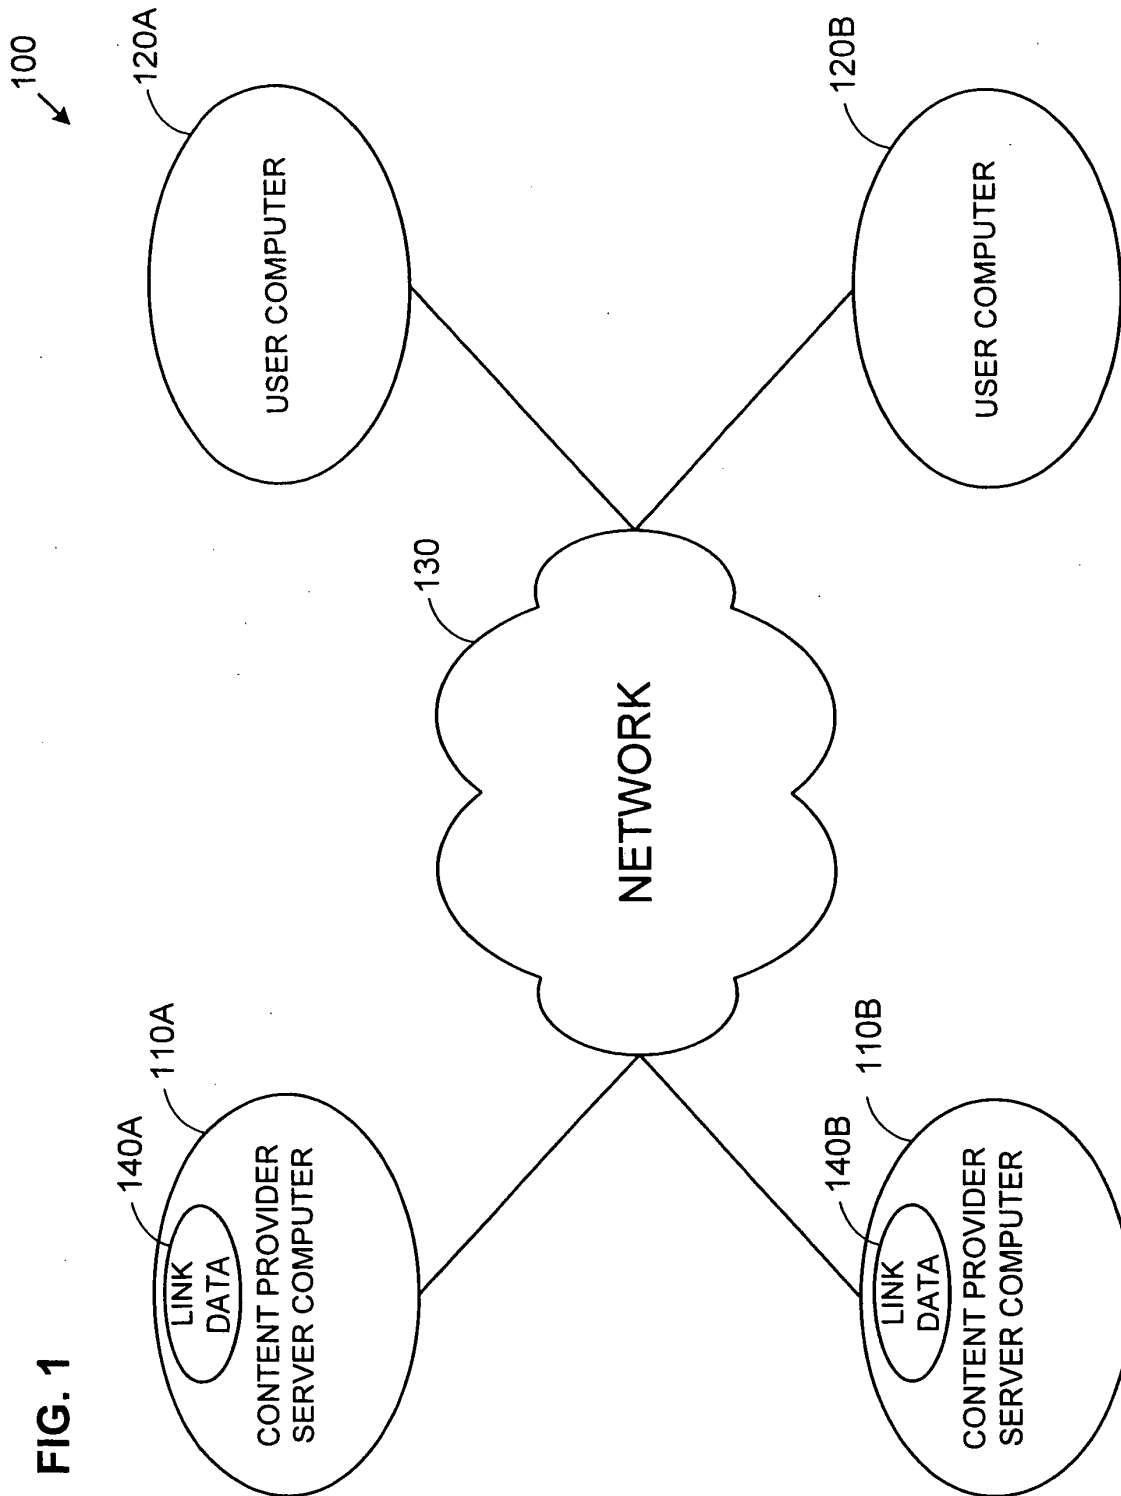 FIG. 1
100
140A
110A
LINK
DATA
CONTENT PROVIDER
SERVER COMPUTER
120A
USER COMPUTER
130
NETWORK
140B
110B
LINK
DATA
CONTENT PROVIDER
SERVER COMPUTER
120B
USER COMPUTER